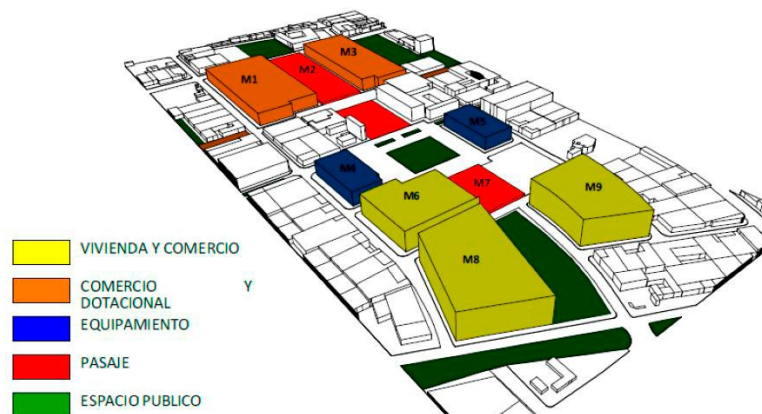 M3
M2
M1
M5
M4
M9
M7
M6
M8
VIVIENDA Y COMERCIO
COMERCIO Y
DOTACIONAL
EQUIPAMIENTO
PASAJE
ESPACIO PUBLICO